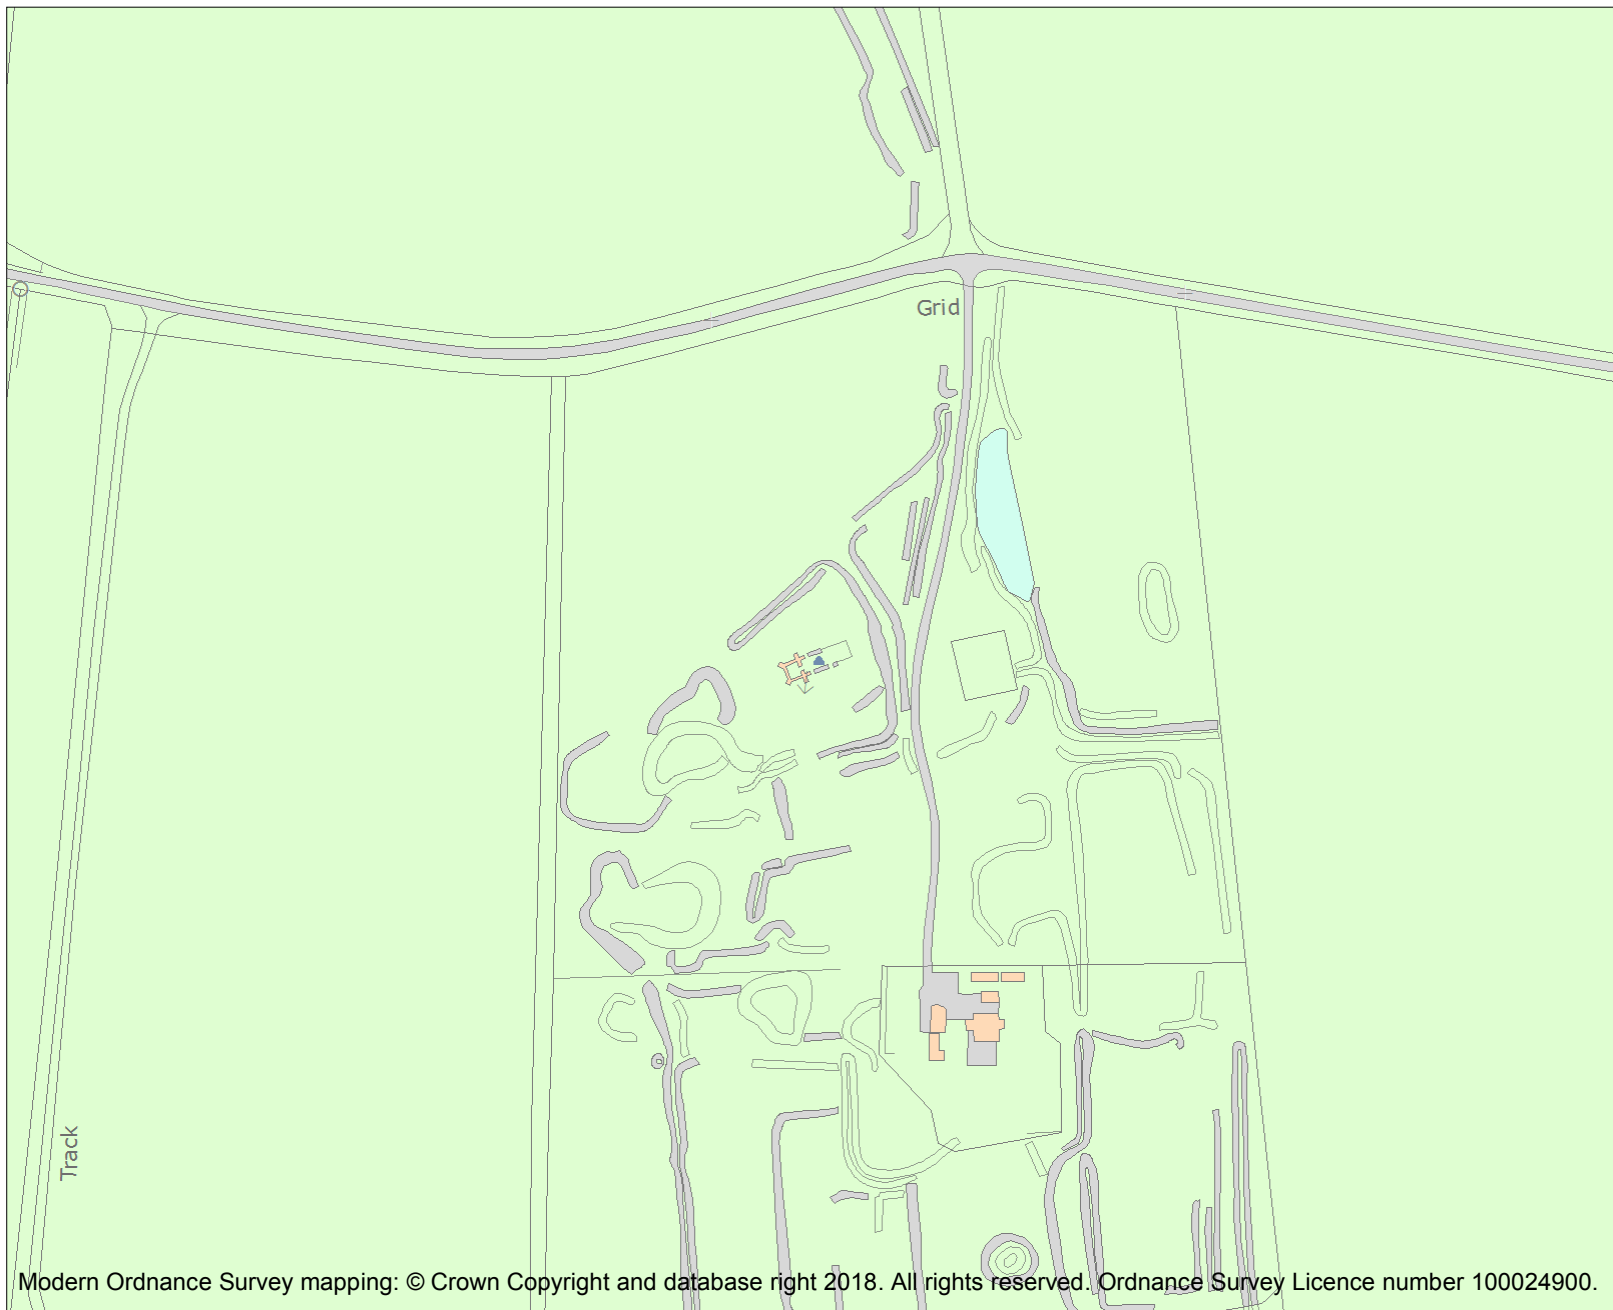 Grid
Track
Modern Ordnance Survey mapping: © Crown Copyright and database right 2018. All rights reserved. Ordnance Survey Licence number 100024900.